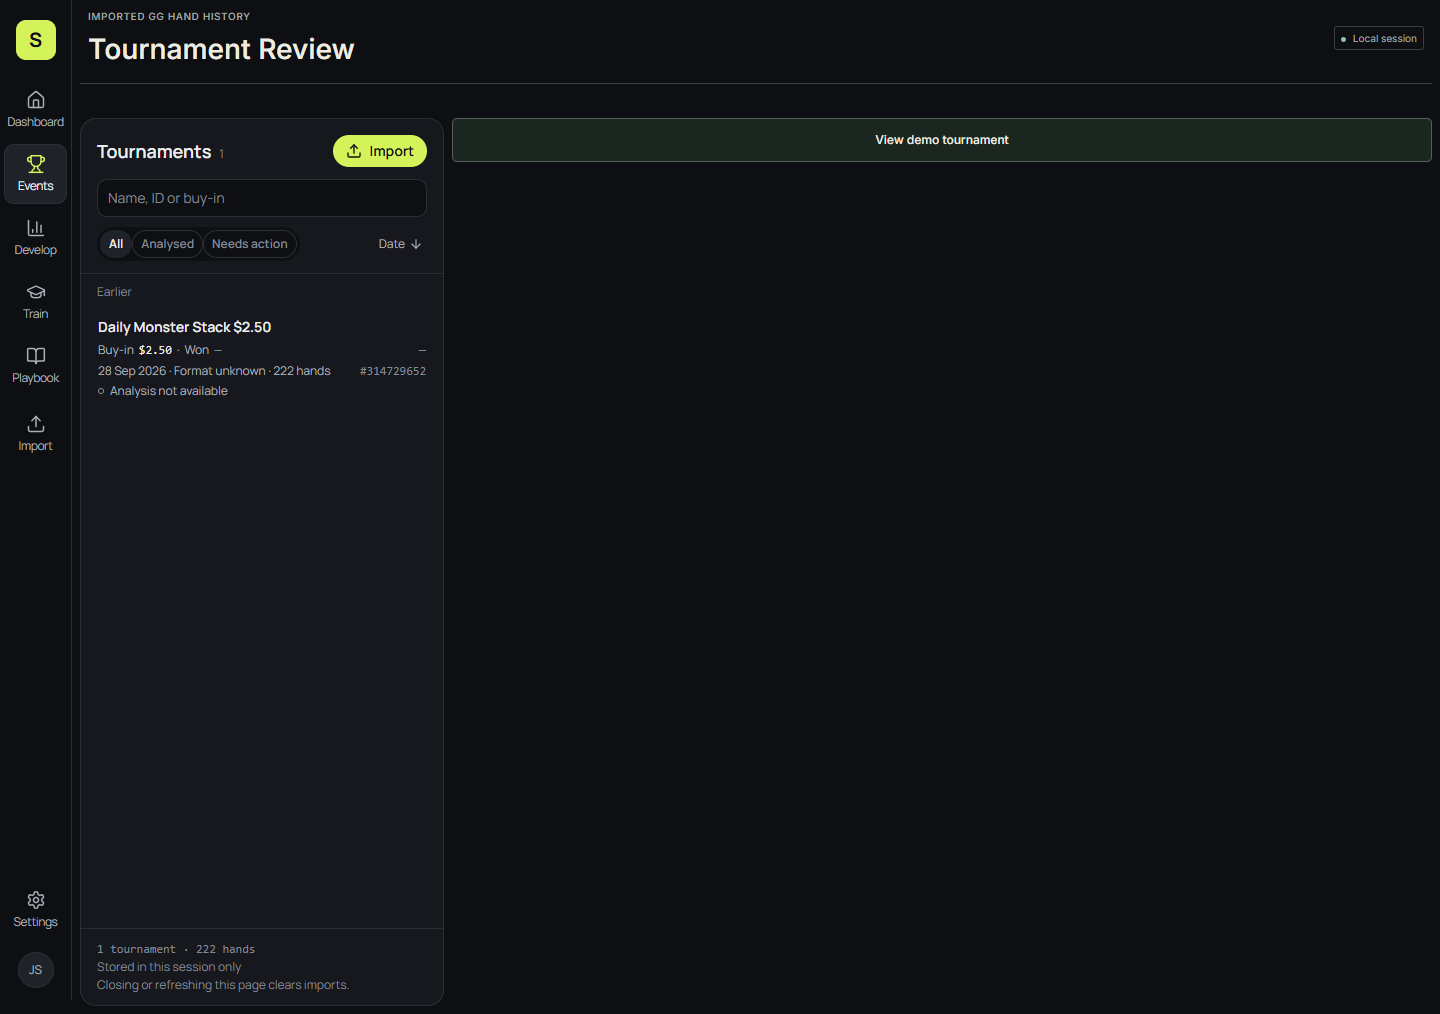 S
Dashboard
Events
Develop
Train
Playbook
Import
Settings
JS
IMPORTED GG HAND HISTORY
Tournament Review
Local session
Tournaments 1
Import
Name, ID or buy-in
All Analysed Needs action Date ↓
Earlier
Daily Monster Stack $2.50
Buy-in $2.50 · Won — —
28 Sep 2026 · Format unknown · 222 hands #314729652
Analysis not available
1 tournament · 222 hands
Stored in this session only
Closing or refreshing this page clears imports.
View demo tournament